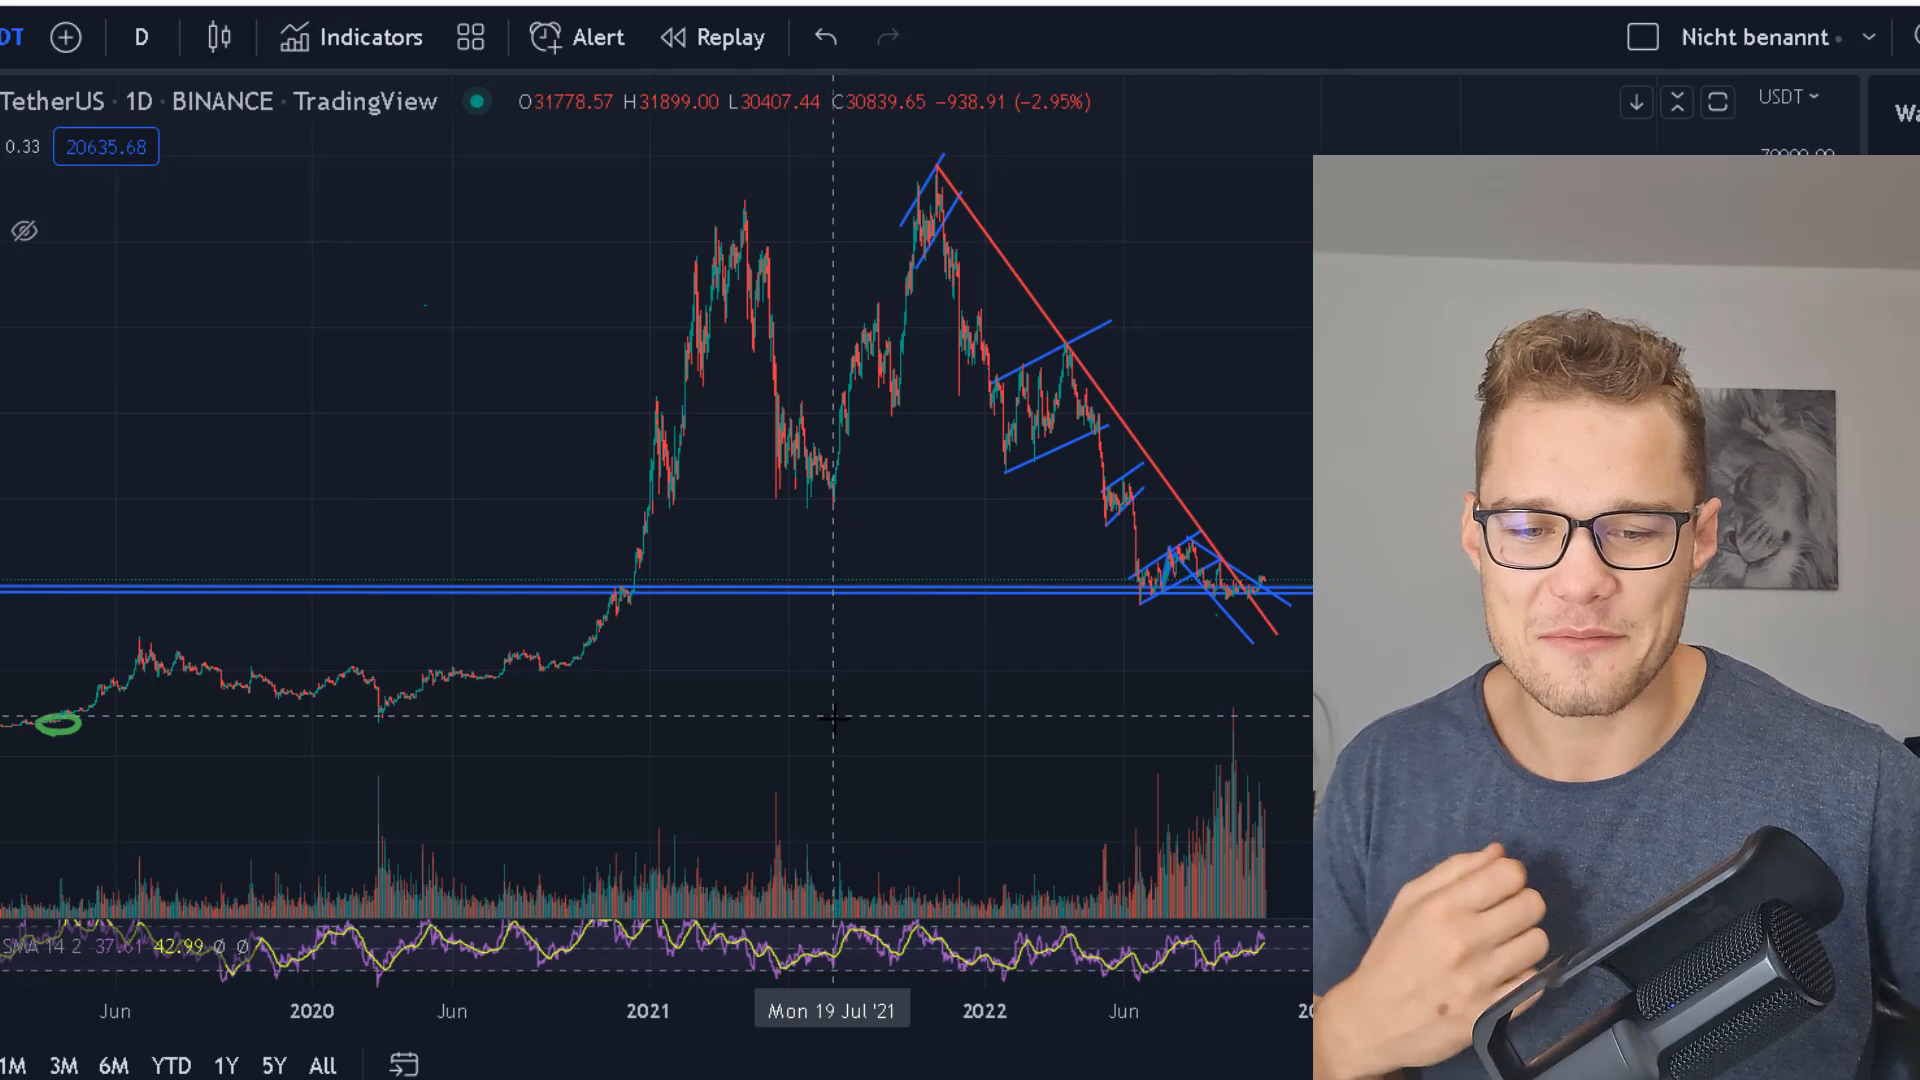 DT D Indicators Alert Replay Nicht benannt
TetherUS · 1D · BINANCE · TradingView O31778.57 H31899.00 L30407.44 C30839.65 −938.91 (−2.95%) USDT
0.33 20635.68
SMA 14 2 37.61 42.99 Ø Ø
Jun 2020 Jun 2021 Mon 19 Jul '21 2022 Jun
1M 3M 6M YTD 1Y 5Y All